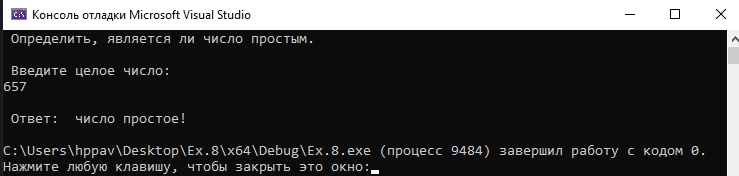 Консоль отладки Microsoft Visual Studio
Определить, является ли число простым.
Введите целое число:
657
Ответ:  число простое!
C:\Users\hppav\Desktop\Ex.8\x64\Debug\Ex.8.exe (процесс 9484) завершил работу с кодом 0.
Нажмите любую клавишу, чтобы закрыть это окно: